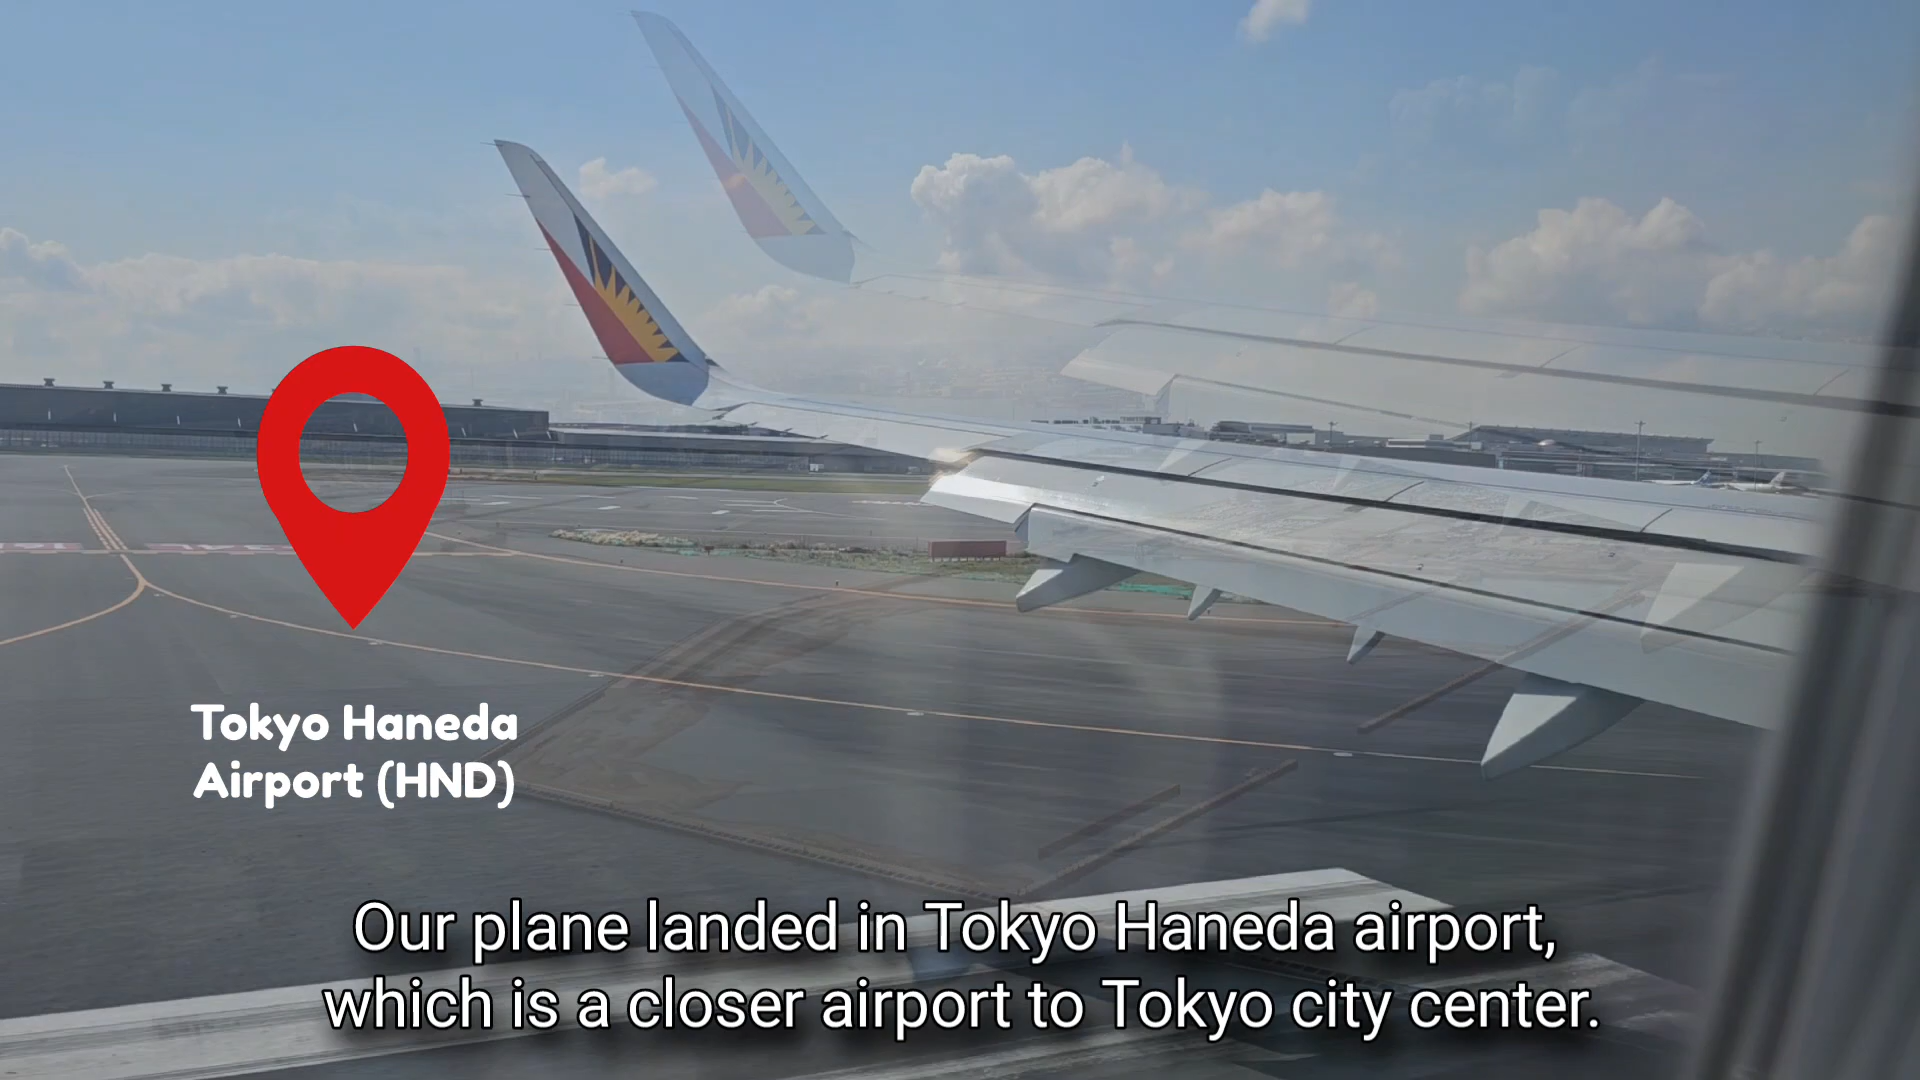 Tokyo Haneda
Airport (HND)
Our plane landed in Tokyo Haneda airport,
which is a closer airport to Tokyo city center.